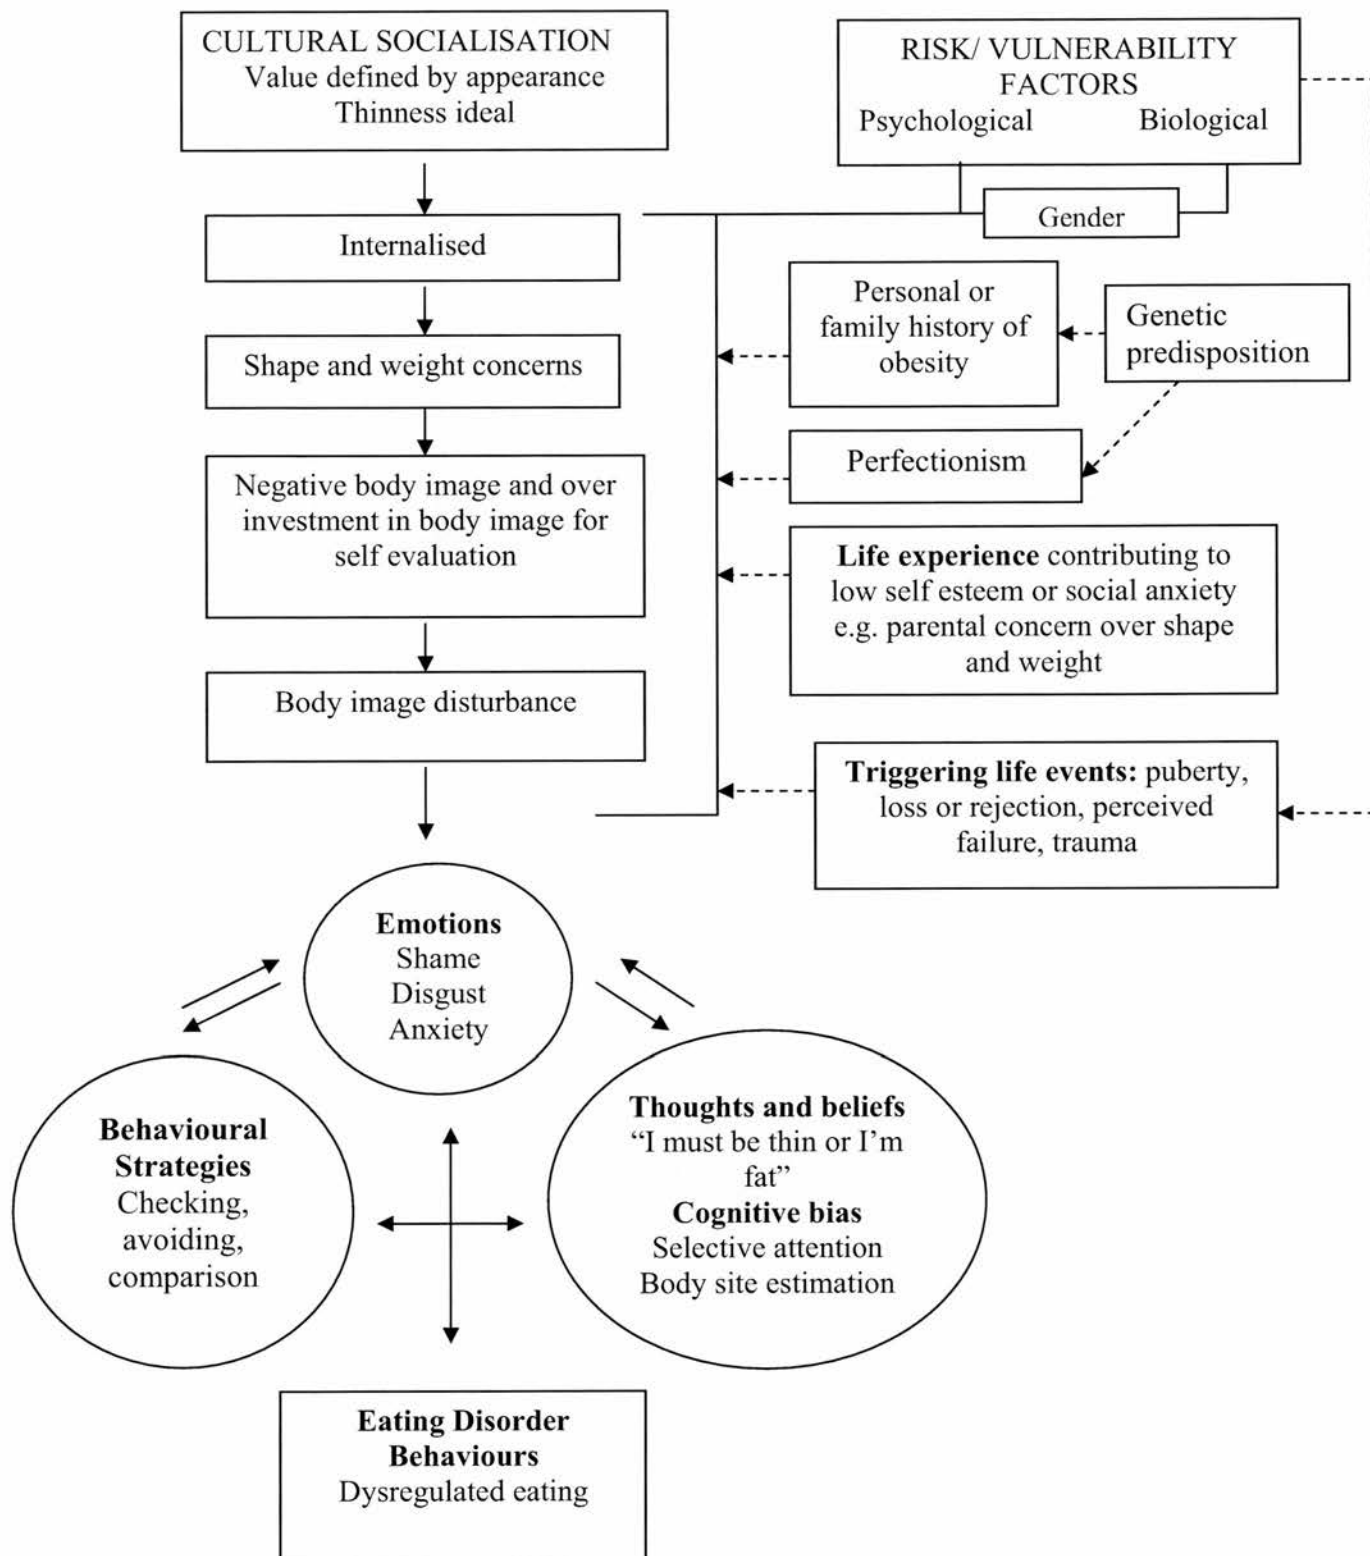 CULTURAL SOCIALISATION
Value defined by appearance
Thinness ideal
RISK/ VULNERABILITY
FACTORS
Psychological Biological
Gender
Internalised
Personal or
family history of
obesity
Genetic
predisposition
Shape and weight concerns
Perfectionism
Negative body image and over
investment in body image for
self evaluation
Life experience contributing to
low self esteem or social anxiety
e.g. parental concern over shape
and weight
Body image disturbance
Triggering life events: puberty,
loss or rejection, perceived
failure, trauma
Emotions
Shame
Disgust
Anxiety
Behavioural
Strategies
Checking,
avoiding,
comparison
Thoughts and beliefs
“I must be thin or I’m
fat”
Cognitive bias
Selective attention
Body site estimation
Eating Disorder
Behaviours
Dysregulated eating